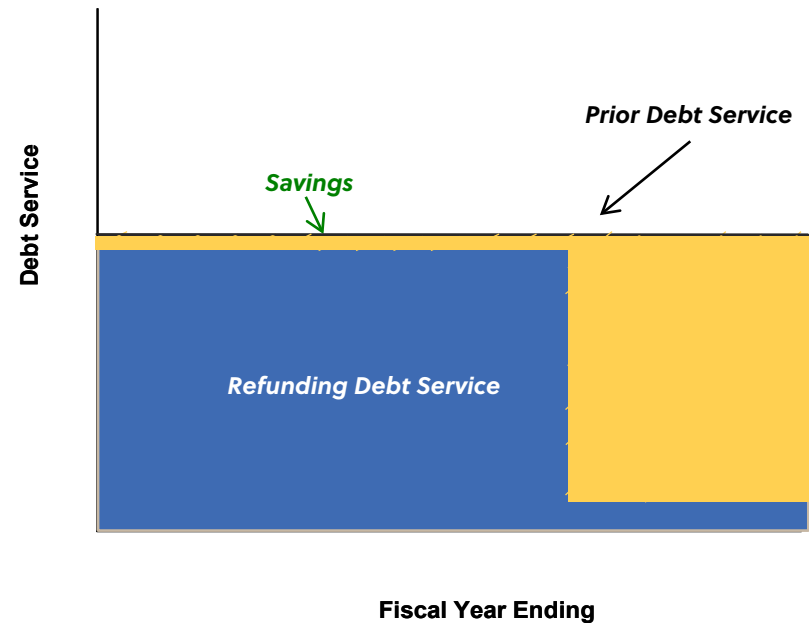 Prior Debt Service
Savings
Debt Service
Refunding Debt Service
Fiscal Year Ending